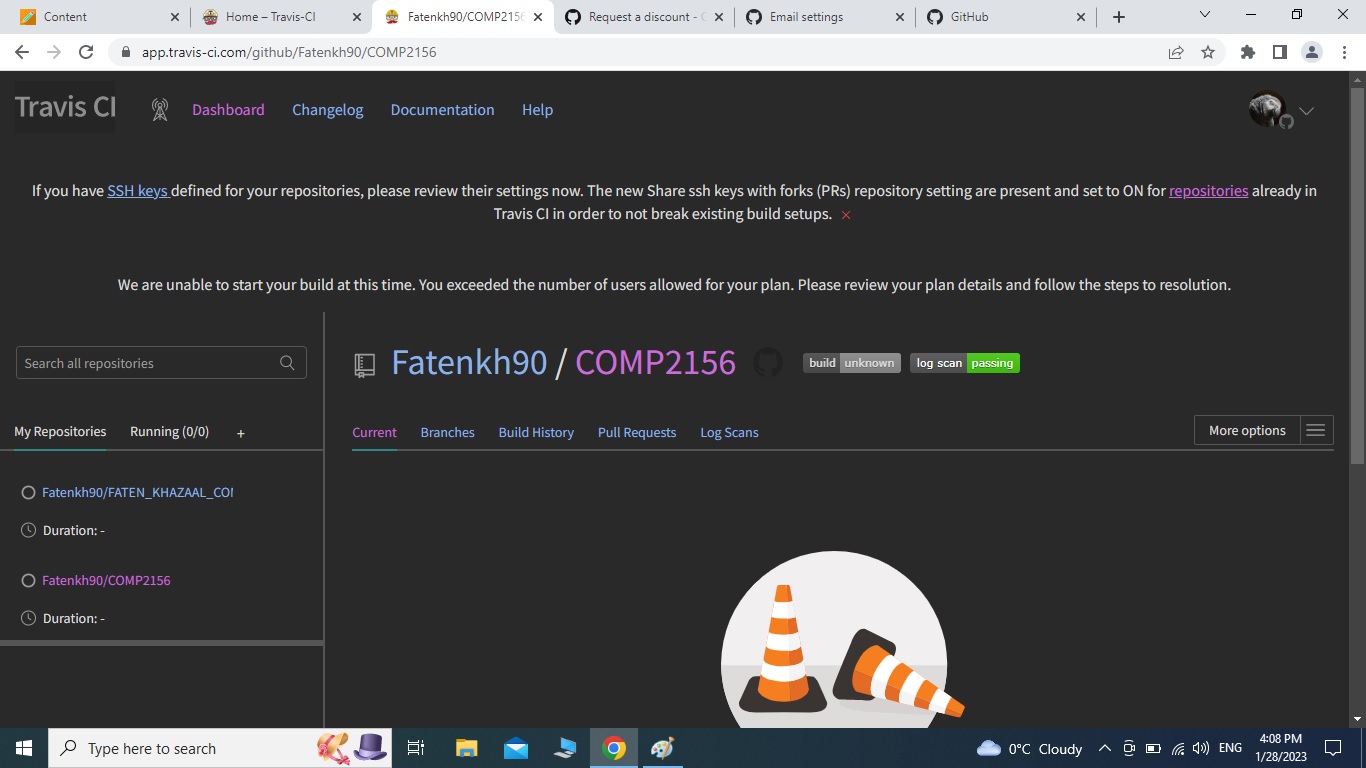 Content
Home – Travis-CI
Fatenkh90/COMP2156
Request a discount -
Email settings
GitHub
app.travis-ci.com/github/Fatenkh90/COMP2156
Travis CI
Dashboard
Changelog
Documentation
Help
If you have SSH keys defined for your repositories, please review their settings now. The new Share ssh keys with forks (PRs) repository setting are present and set to ON for repositories already in
Travis CI in order to not break existing build setups.
We are unable to start your build at this time. You exceeded the number of users allowed for your plan. Please review your plan details and follow the steps to resolution.
Search all repositories
Fatenkh90 / COMP2156
build unknown
log scan passing
My Repositories
Running (0/0)
+
Current
Branches
Build History
Pull Requests
Log Scans
More options
Fatenkh90/FATEN_KHAZAAL_COM
Duration: -
Fatenkh90/COMP2156
Duration: -
Type here to search
0°C Cloudy
ENG
4:08 PM
1/28/2023